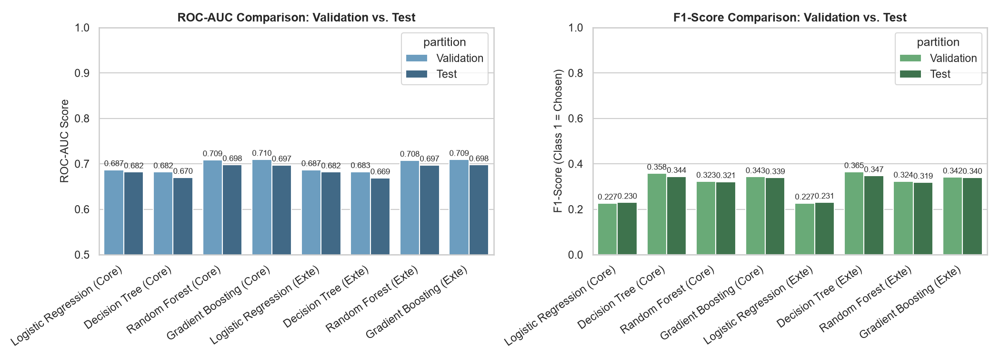 ROC-AUC Comparison: Validation vs. Test
ROC-AUC Score
1.0
0.9
0.8
0.7
0.6
0.5
partition
Validation
Test
0.687 0.682 0.682 0.670 0.709 0.698 0.710 0.697 0.687 0.682 0.683 0.669 0.708 0.697 0.709 0.698
Logistic Regression (Core)
Decision Tree (Core)
Random Forest (Core)
Gradient Boosting (Core)
Logistic Regression (Exte)
Decision Tree (Exte)
Random Forest (Exte)
Gradient Boosting (Exte)
F1-Score Comparison: Validation vs. Test
F1-Score (Class 1 = Chosen)
1.0
0.8
0.6
0.4
0.2
0.0
partition
Validation
Test
0.227 0.230 0.358 0.344 0.323 0.321 0.343 0.339 0.227 0.231 0.365 0.347 0.324 0.319 0.342 0.340
Logistic Regression (Core)
Decision Tree (Core)
Random Forest (Core)
Gradient Boosting (Core)
Logistic Regression (Exte)
Decision Tree (Exte)
Random Forest (Exte)
Gradient Boosting (Exte)